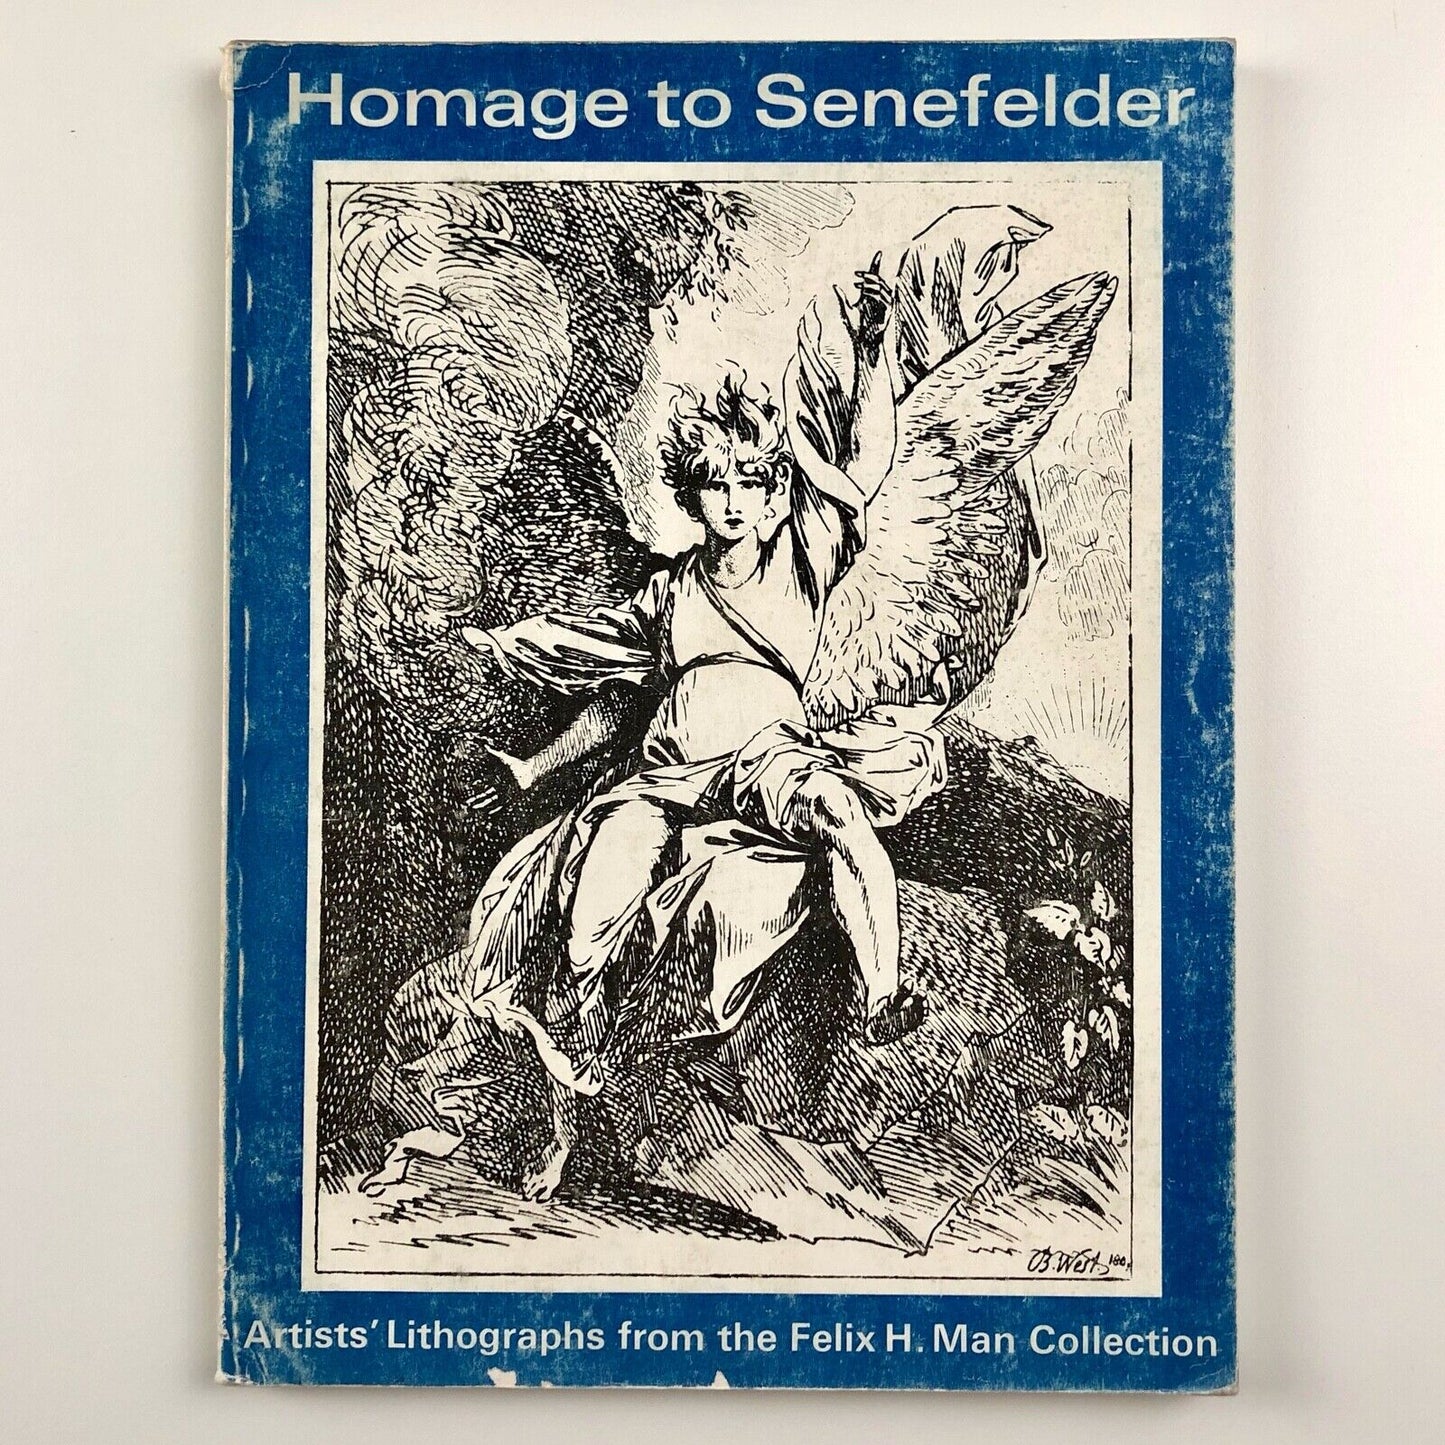 Homage to Senefelder
B. West. 180
Artists' Lithographs from the Felix H. Man Collection